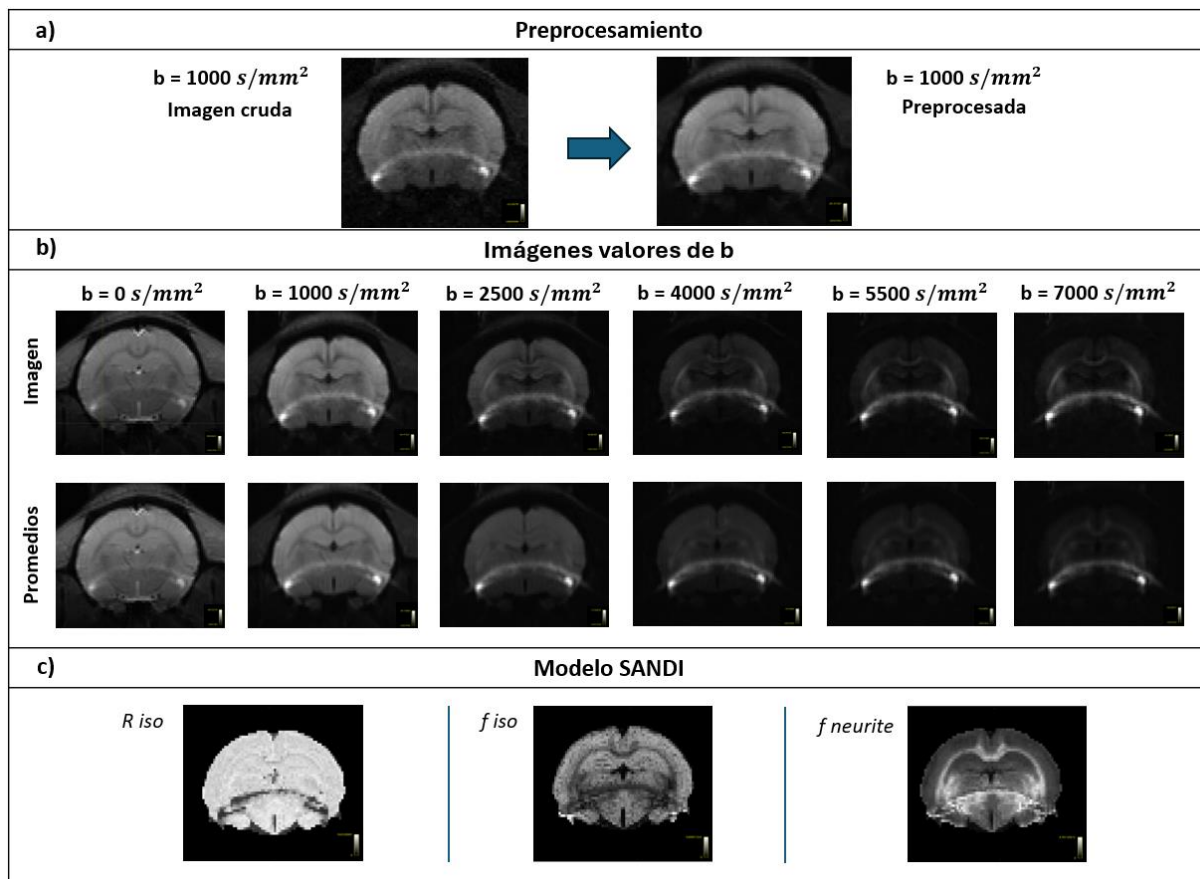 a)
Preprocesamiento
b = 1000 s/mm²
Imagen cruda
b = 1000 s/mm²
Preprocesada
b)
Imágenes valores de b
b = 0 s/mm²
b = 1000 s/mm²
b = 2500 s/mm²
b = 4000 s/mm²
b = 5500 s/mm²
b = 7000 s/mm²
Imagen
Promedios
c)
Modelo SANDI
R iso
f iso
f neurite